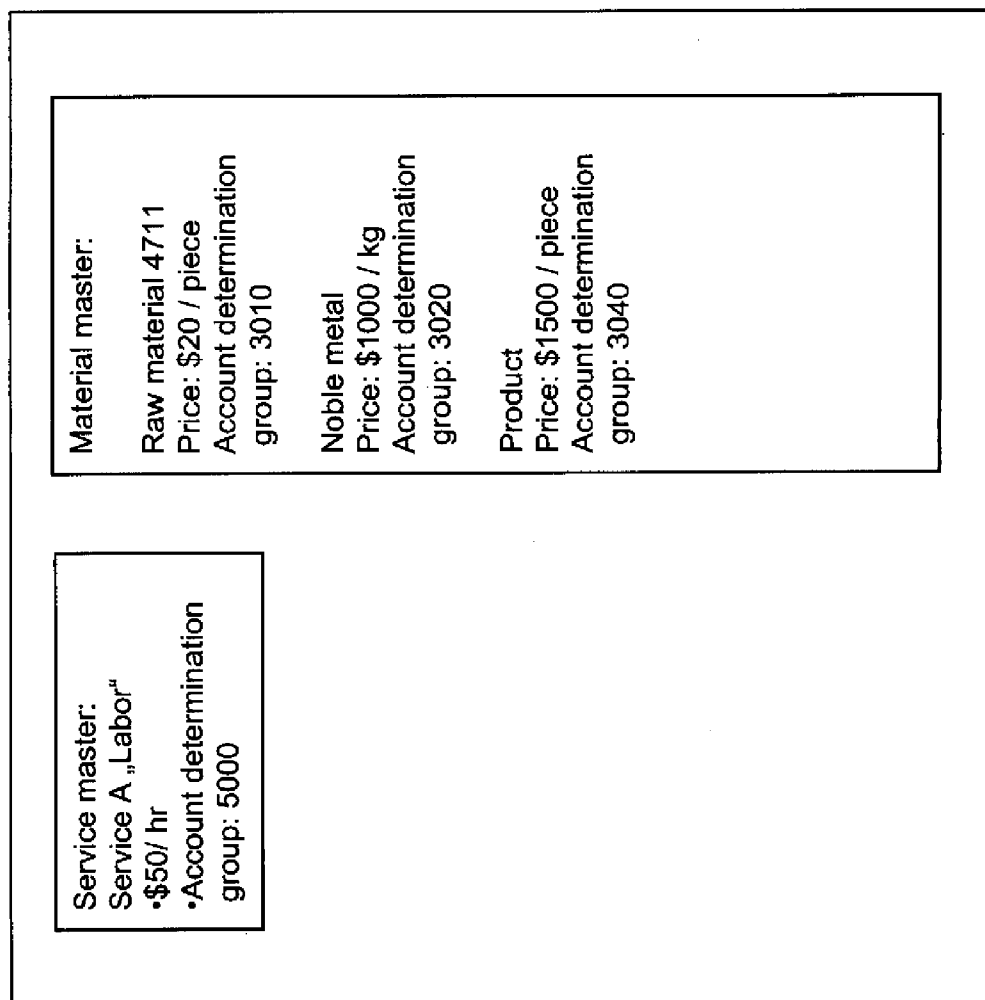 Service master:
Service A „Labor“
•$50/ hr
•Account determination
group: 5000
Material master:
Raw material 4711
Price: $20 / piece
Account determination
group: 3010
Noble metal
Price: $1000 / kg
Account determination
group: 3020
Product
Price: $1500 / piece
Account determination
group: 3040